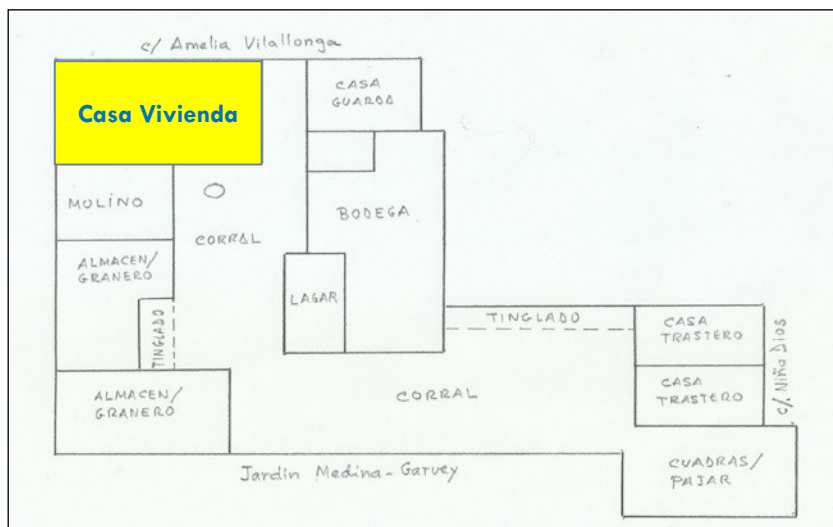 c/ Amelia Vilallonga
CASA
GUARDA
Casa Vivienda
MOLINO
BODEGA
CORRAL
ALMACEN/
GRANERO
LAGAR
TINGLADO
TINGLADO
CASA
TRASTERO
CASA
TRASTERO
c/. Niño Dios
ALMACEN/
GRANERO
CORRAL
Jardin Medina-Garvey
CUADRAS/
PAJAR